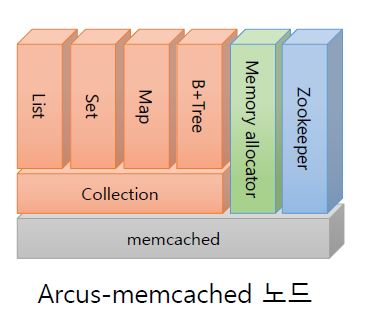 List
Set
Map
B+Tree
Memory allocator
Zookeeper
Collection
memcached
Arcus-memcached 노드